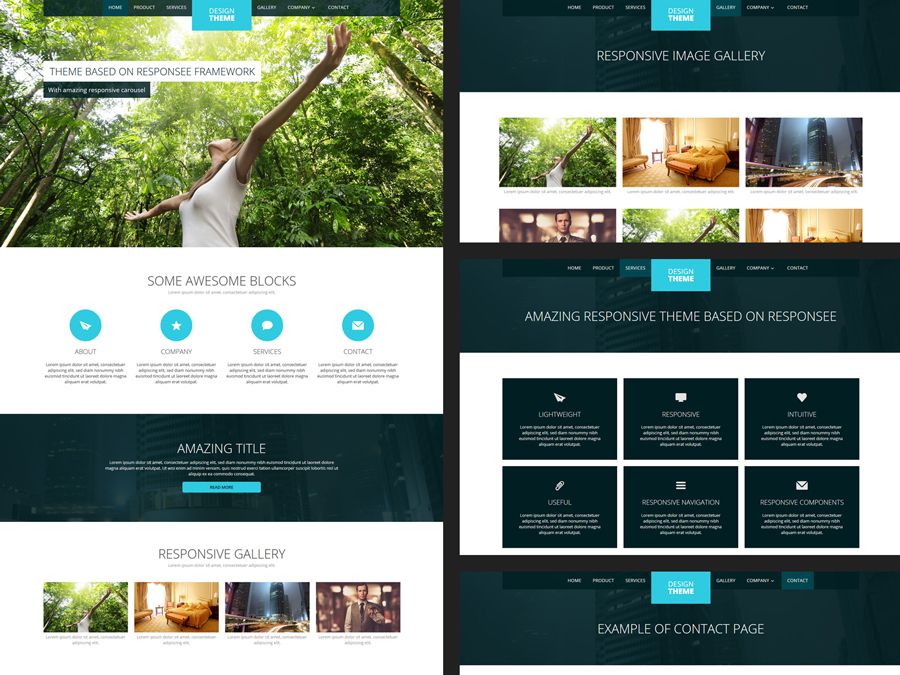 HOME PRODUCT SERVICES DESIGN THEME GALLERY COMPANY CONTACT
THEME BASED ON RESPONSEE FRAMEWORK
With amazing responsive carousel
SOME AWESOME BLOCKS
Lorem ipsum dolor sit amet, consectetuer adipiscing elit.
ABOUT COMPANY SERVICES CONTACT
Lorem ipsum dolor sit amet, consectetuer
adipiscing elit, sed diam nonummy nibh
euismod tincidunt ut laoreet dolore magna
aliquam erat volutpat.
Lorem ipsum dolor sit amet, consectetuer
adipiscing elit, sed diam nonummy nibh
euismod tincidunt ut laoreet dolore magna
aliquam erat volutpat.
Lorem ipsum dolor sit amet, consectetuer
adipiscing elit, sed diam nonummy nibh
euismod tincidunt ut laoreet dolore magna
aliquam erat volutpat.
Lorem ipsum dolor sit amet, consectetuer
adipiscing elit, sed diam nonummy nibh
euismod tincidunt ut laoreet dolore magna
aliquam erat volutpat.
AMAZING TITLE
Lorem ipsum dolor sit amet, consectetuer adipiscing elit, sed diam nonummy nibh euismod tincidunt ut laoreet dolore
magna aliquam erat volutpat. Ut wisi enim ad minim veniam, quis nostrud exerci tation ullamcorper suscipit lobortis nisl ut
aliquip ex ea commodo consequat.
READ MORE
RESPONSIVE GALLERY
Lorem ipsum dolor sit amet, consectetuer adipiscing elit.
Lorem ipsum dolor sit amet, consectetuer
adipiscing elit.
Lorem ipsum dolor sit amet, consectetuer
adipiscing elit.
Lorem ipsum dolor sit amet, consectetuer
adipiscing elit.
Lorem ipsum dolor sit amet, consectetuer
adipiscing elit.
HOME PRODUCT SERVICES DESIGN THEME GALLERY COMPANY CONTACT
RESPONSIVE IMAGE GALLERY
Lorem ipsum dolor sit amet, consectetuer adipiscing elit.
Lorem ipsum dolor sit amet, consectetuer adipiscing elit.
Lorem ipsum dolor sit amet, consectetuer adipiscing elit.
HOME PRODUCT SERVICES DESIGN THEME GALLERY COMPANY CONTACT
AMAZING RESPONSIVE THEME BASED ON RESPONSEE
LIGHTWEIGHT
Lorem ipsum dolor sit amet, consectetuer
adipiscing elit, sed diam nonummy nibh
euismod tincidunt ut laoreet dolore magna
aliquam erat volutpat.
RESPONSIVE
Lorem ipsum dolor sit amet, consectetuer
adipiscing elit, sed diam nonummy nibh
euismod tincidunt ut laoreet dolore magna
aliquam erat volutpat.
INTUITIVE
Lorem ipsum dolor sit amet, consectetuer
adipiscing elit, sed diam nonummy nibh
euismod tincidunt ut laoreet dolore magna
aliquam erat volutpat.
USEFUL
Lorem ipsum dolor sit amet, consectetuer
adipiscing elit, sed diam nonummy nibh
euismod tincidunt ut laoreet dolore magna
aliquam erat volutpat.
RESPONSIVE NAVIGATION
Lorem ipsum dolor sit amet, consectetuer
adipiscing elit, sed diam nonummy nibh
euismod tincidunt ut laoreet dolore magna
aliquam erat volutpat.
RESPONSIVE COMPONENTS
Lorem ipsum dolor sit amet, consectetuer
adipiscing elit, sed diam nonummy nibh
euismod tincidunt ut laoreet dolore magna
aliquam erat volutpat.
HOME PRODUCT SERVICES DESIGN THEME GALLERY COMPANY CONTACT
EXAMPLE OF CONTACT PAGE